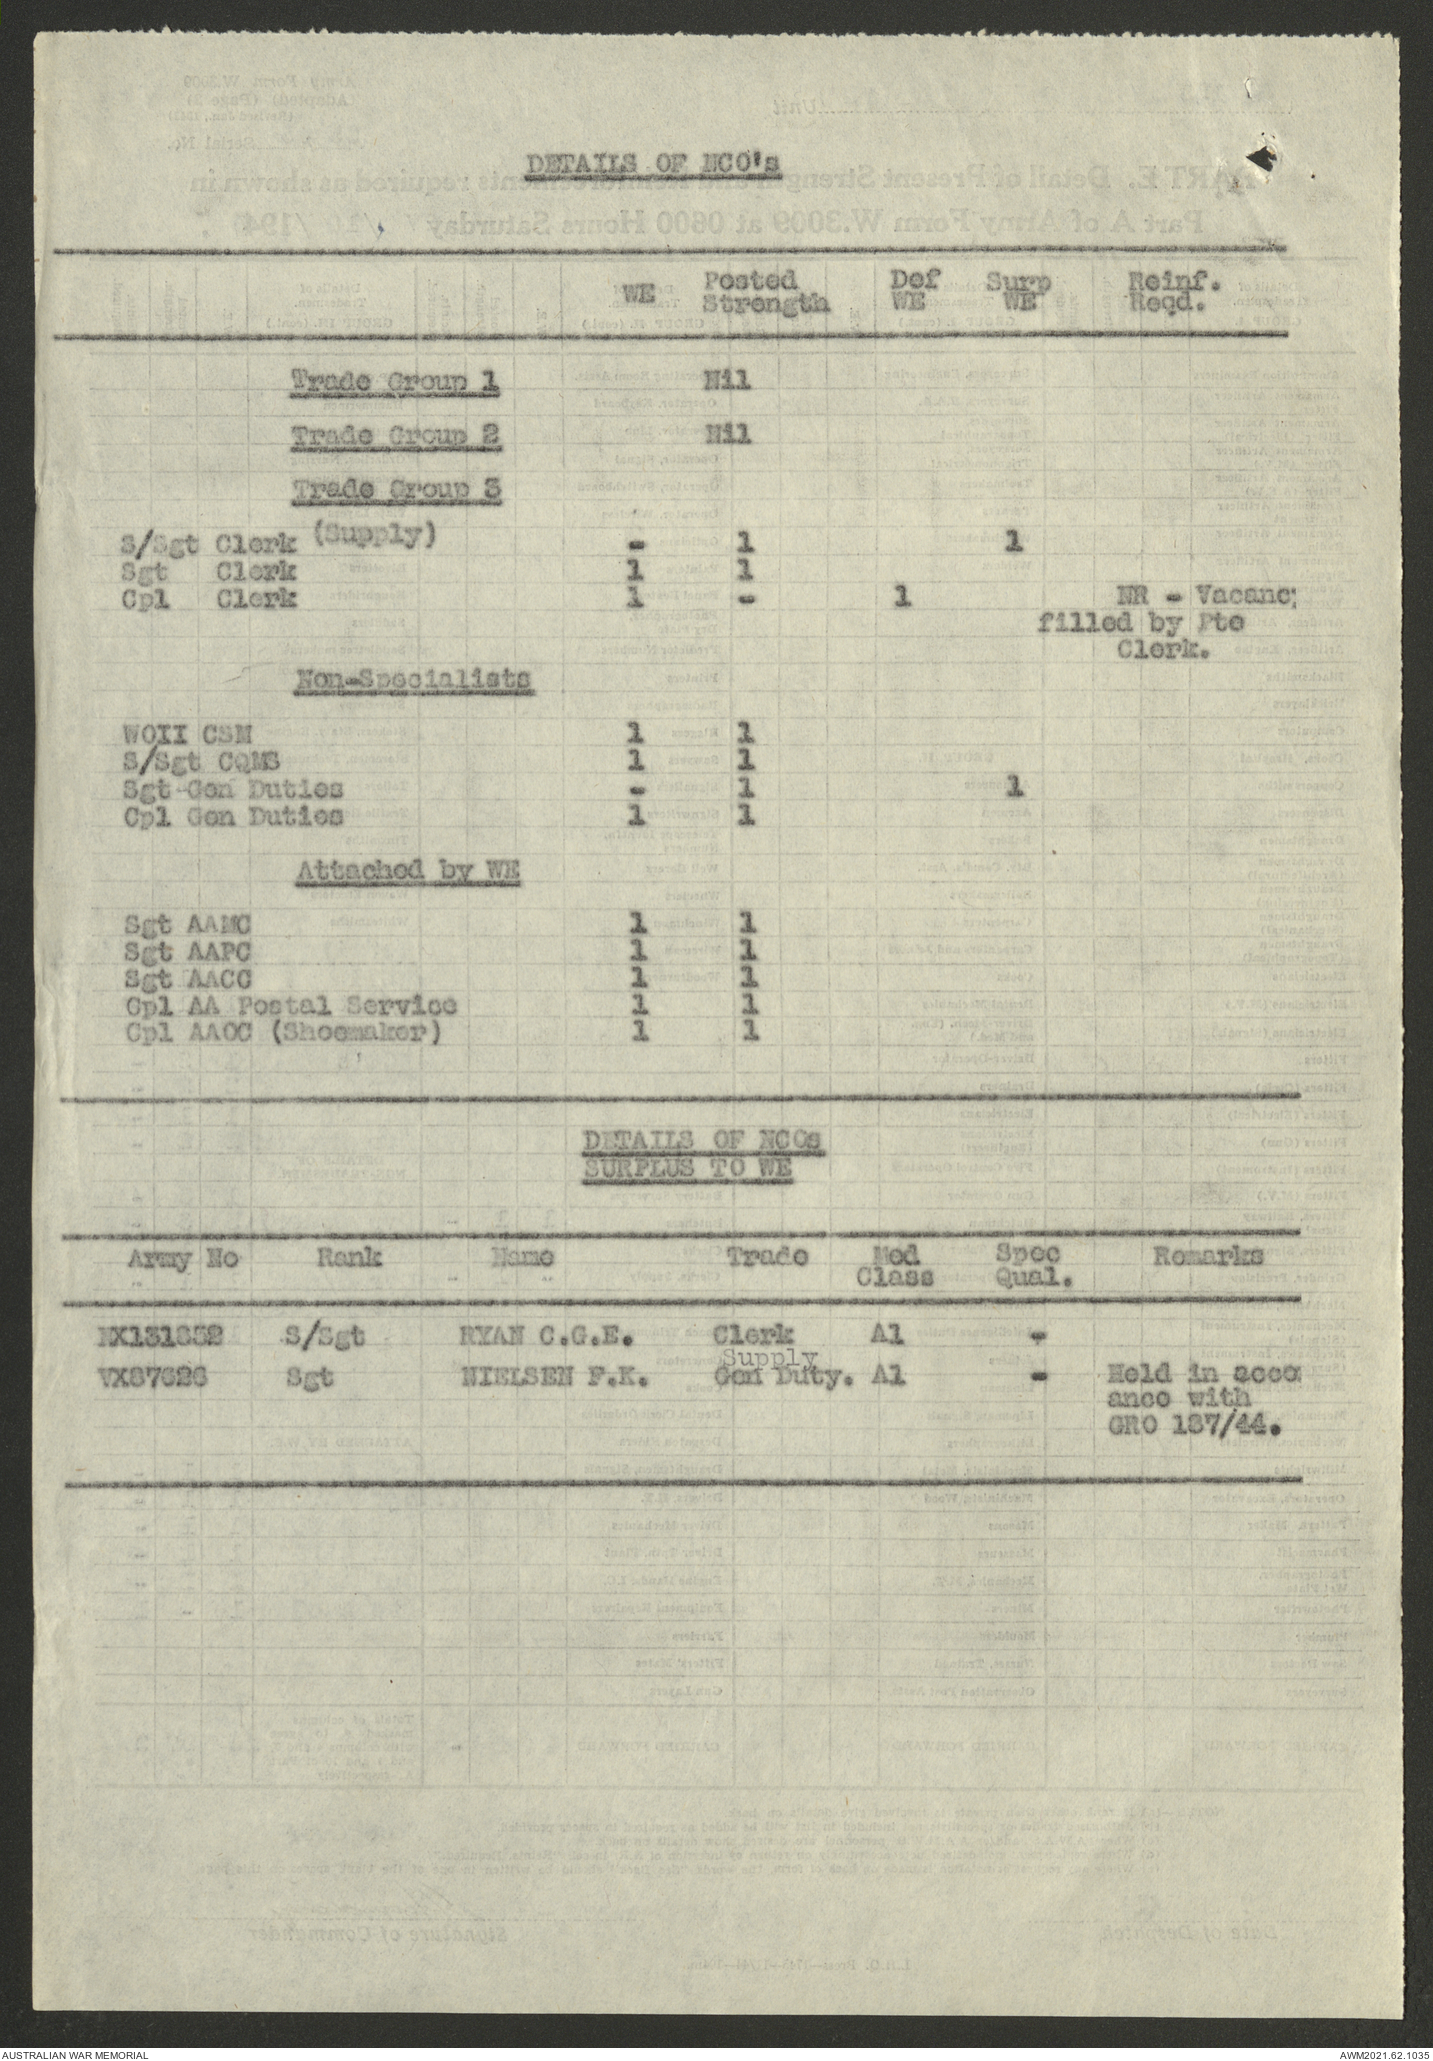 DETAILS OF NCO's
WE Posted Strength Def WE Surp WE Reinf. Reqd.
Trade Group 1 Nil
Trade Group 2 Nil
Trade Group 3
S/Sgt Clerk (Supply) - 1 1
Sgt Clerk 1 1
Cpl Clerk 1 - 1 NR - Vacancy
filled by Pte
Clerk.
Non-Specialists
WOII CSM 1 1
S/Sgt CQMS 1 1
Sgt Gen Duties - 1 1
Cpl Gen Duties 1 1
Attached by WE
Sgt AAMC 1 1
Sgt AAPC 1 1
Sgt AACC 1 1
Cpl AA Postal Service 1 1
Cpl AAOC (Shoemaker) 1 1
DETAILS OF NCOs
SURPLUS TO WE
Army No Rank Name Trade Med Class Spec Qual. Remarks
S/Sgt RYAN C.G.E. Clerk A1 -
Supply
Sgt NIELSEN F.K. Gen Duty. A1 - Held in acco
ance with
GRO 187/44.
AUSTRALIAN WAR MEMORIAL
AWM2021.62.1035